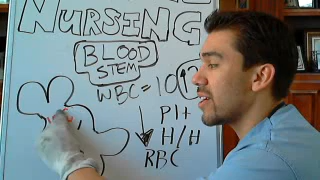 NURSING
BLOOD
STEM
WBC = 10
Plt
H/H
RBC